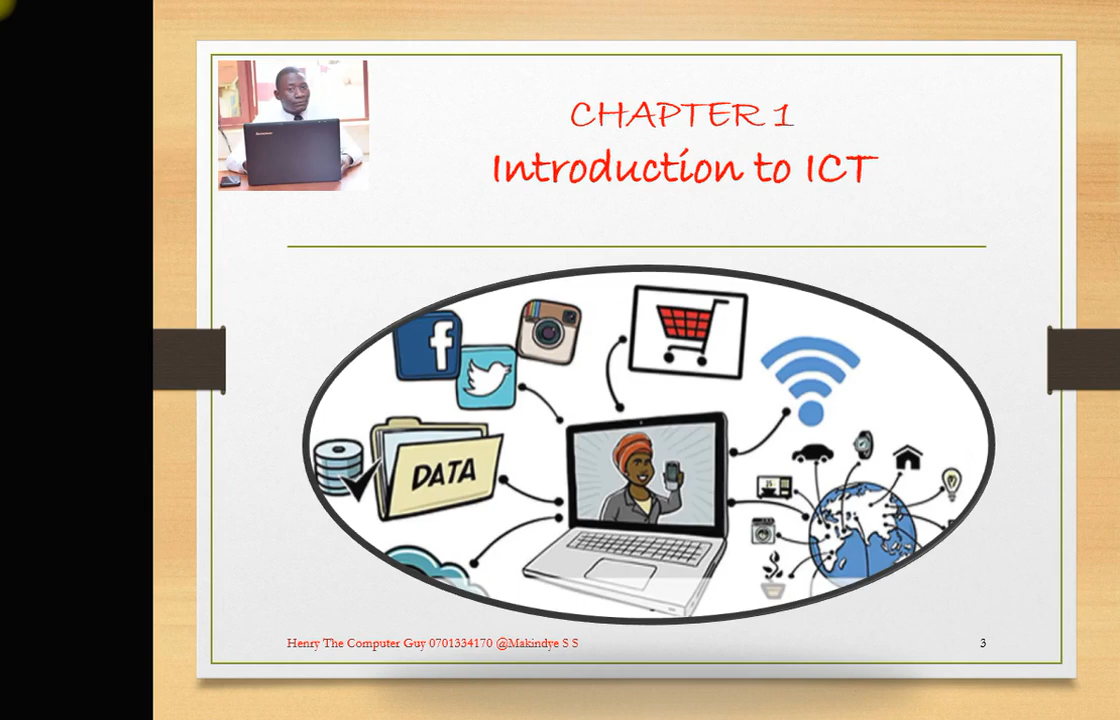 CHAPTER 1
Introduction to ICT
DATA
Henry The Computer Guy 0701334170 @Makindye S S
3